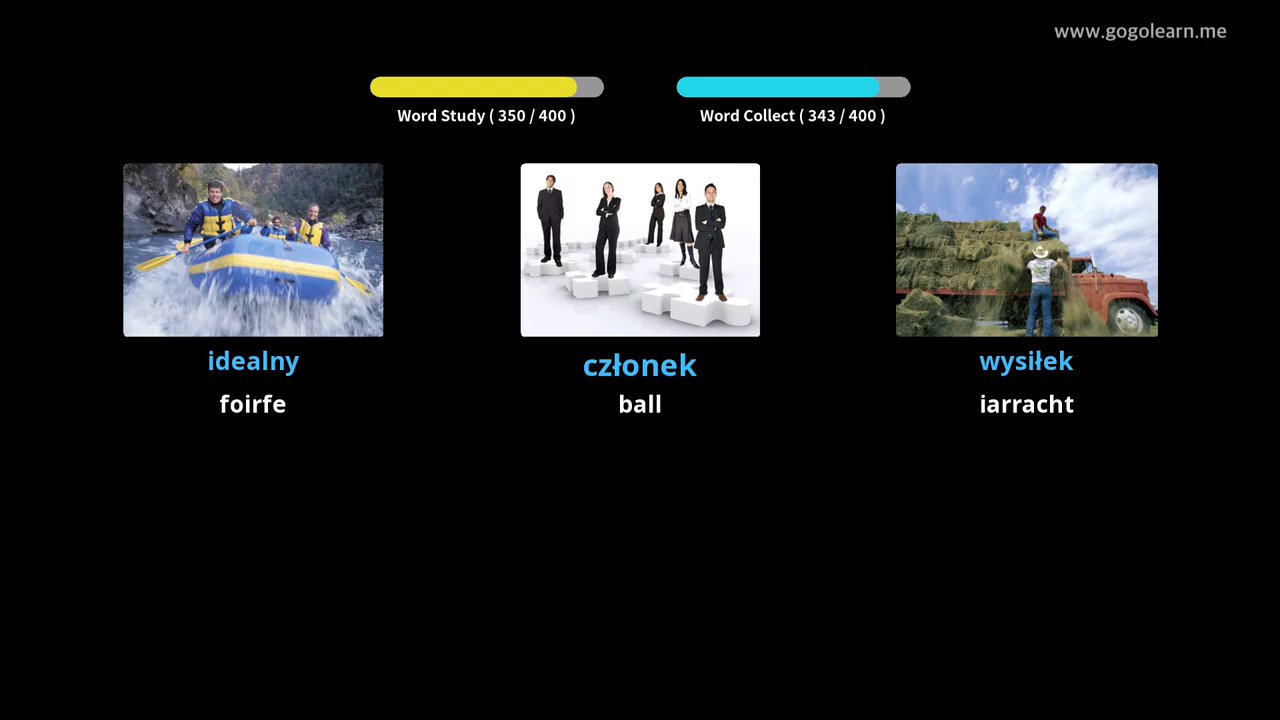 www.gogolearn.me
Word Study ( 350 / 400 )
Word Collect ( 343 / 400 )
idealny
członek
wysiłek
foirfe
ball
iarracht